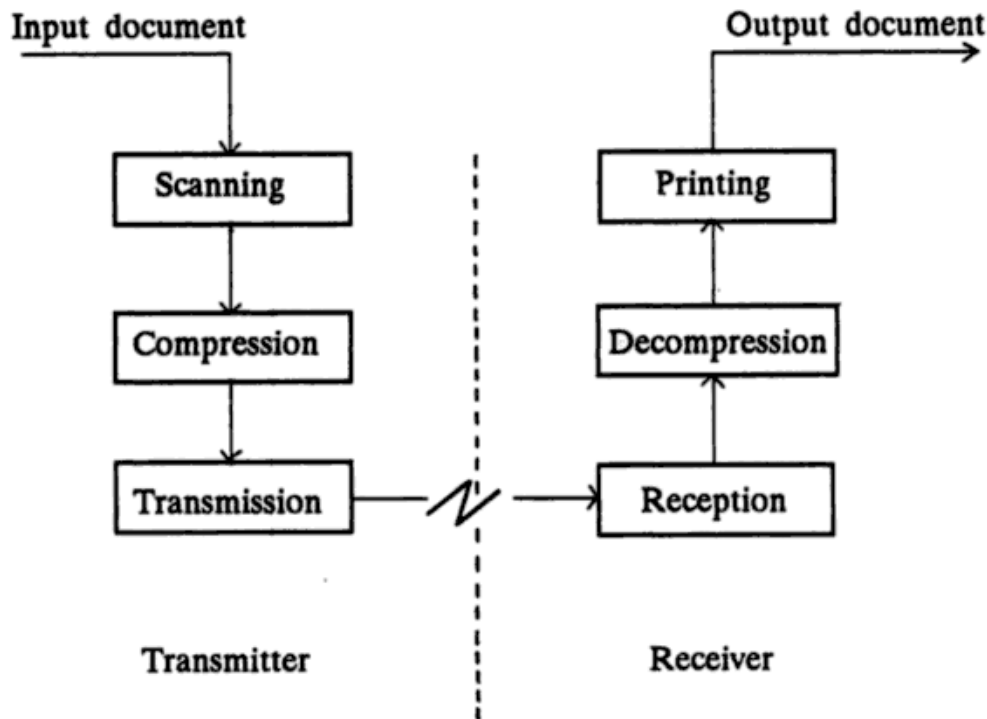 Input document
Output document
Scanning
Printing
Compression
Decompression
Transmission
Reception
Transmitter
Receiver